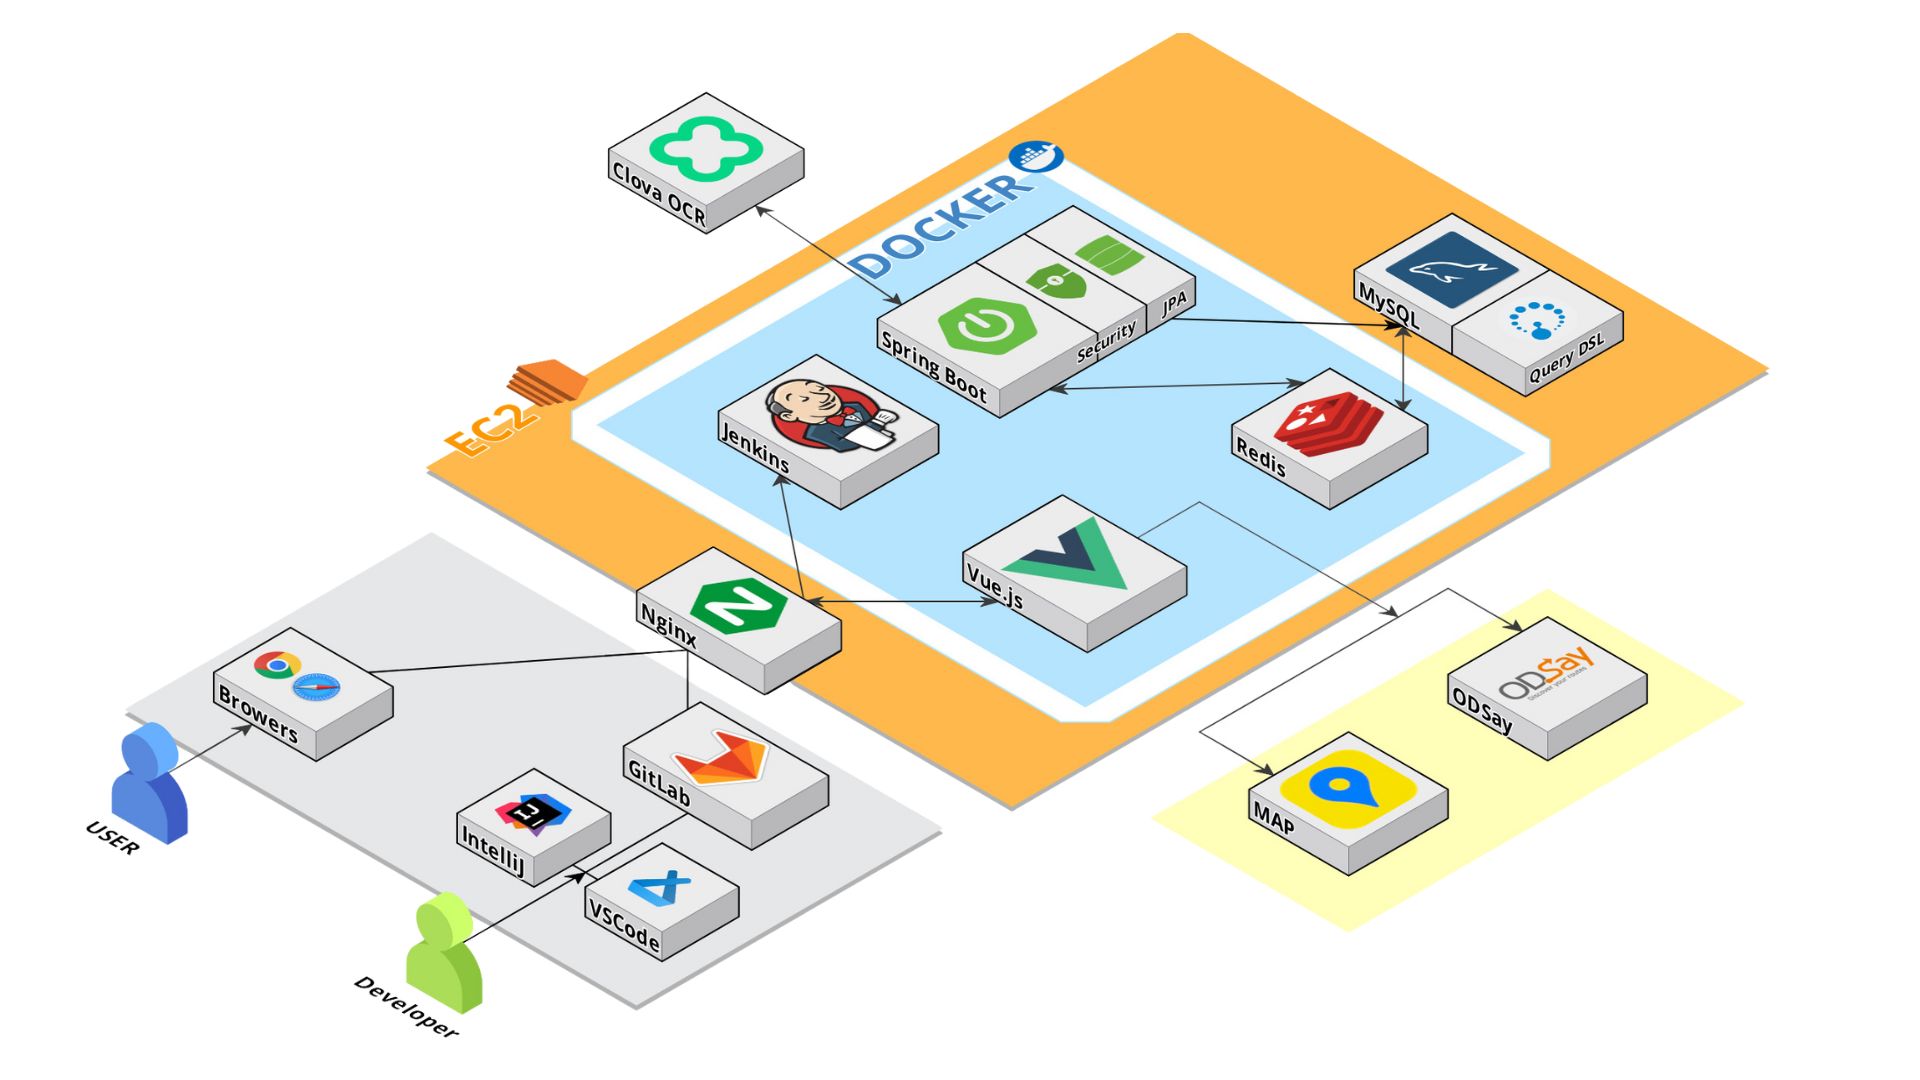 Clova OCR
DOCKER
Spring Boot
Security
JPA
MySQL
Query DSL
EC2
Jenkins
Redis
Vue.js
Nginx
Browers
GitLab
IntelliJ
VSCode
USER
Developer
ODSay
Discover your routes
ODSay
MAP